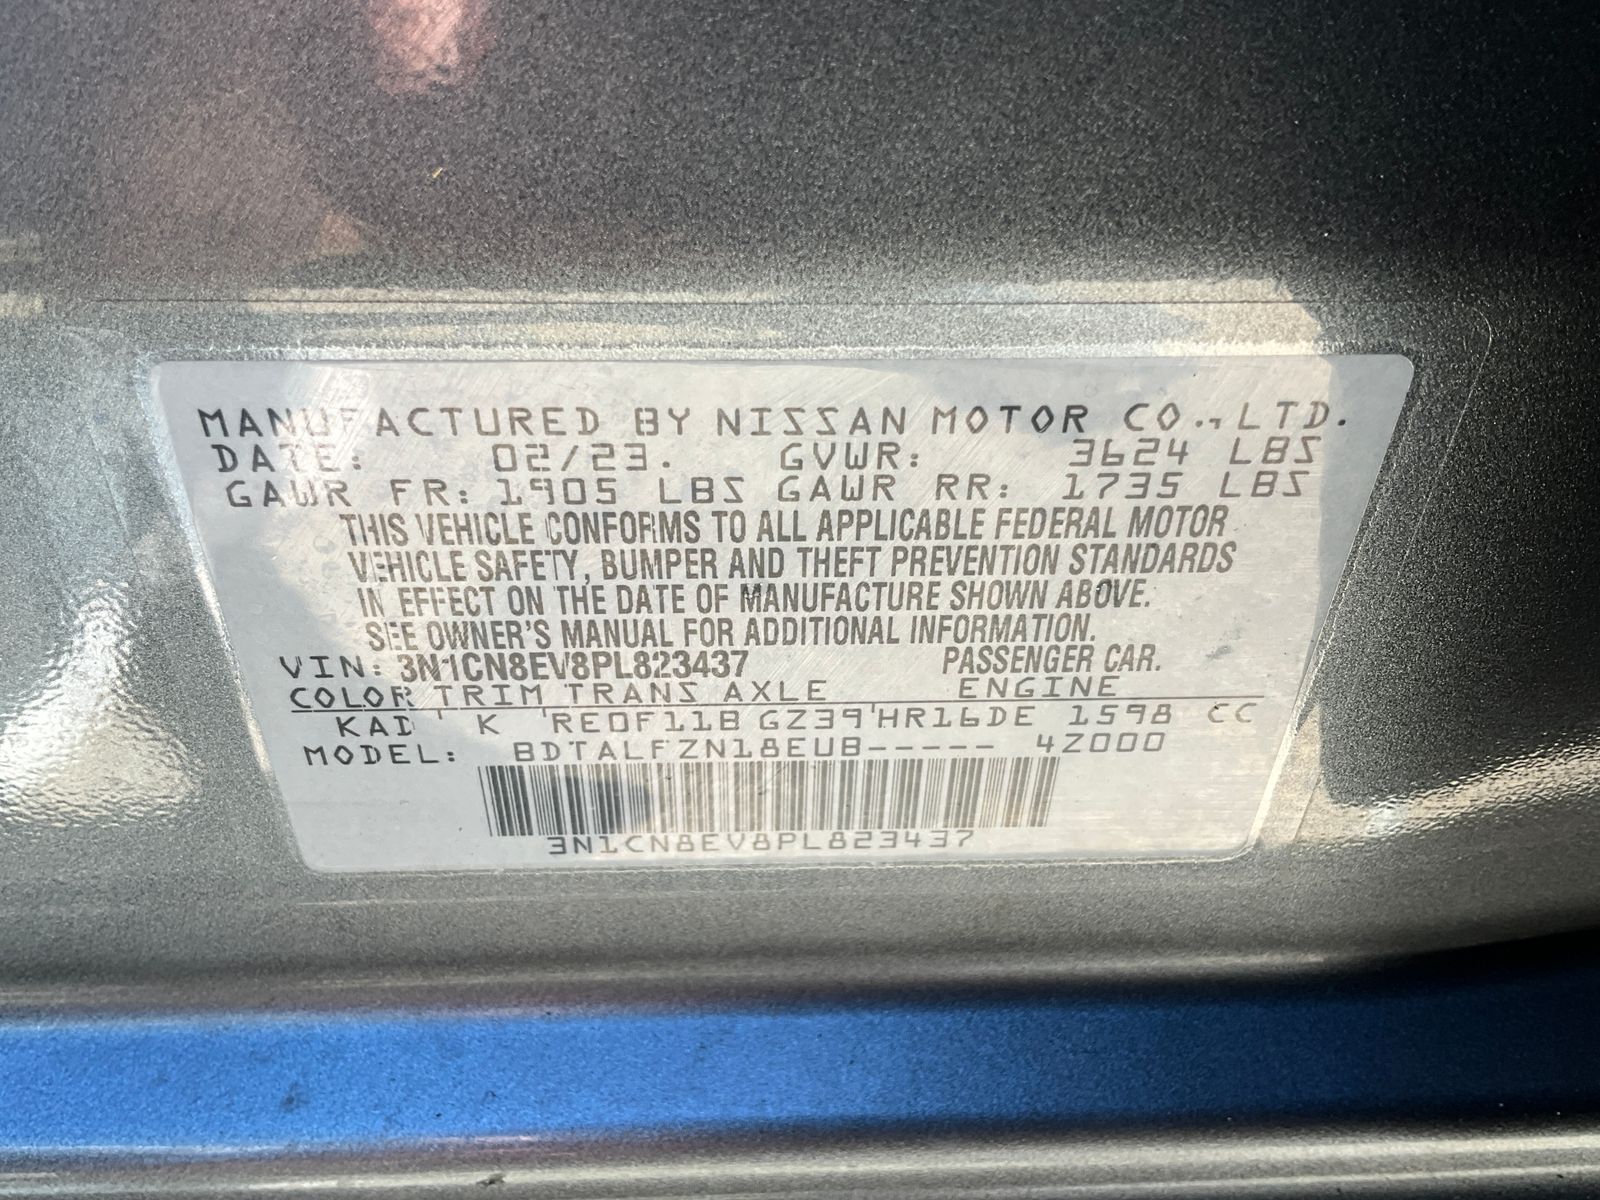 MANUFACTURED BY NISSAN MOTOR CO., LTD.
DATE: 02/23. GVWR: 3624 LBS
GAWR FR: 1905 LBS GAWR RR: 1735 LBS
THIS VEHICLE CONFORMS TO ALL APPLICABLE FEDERAL MOTOR
VEHICLE SAFETY, BUMPER AND THEFT PREVENTION STANDARDS
IN EFFECT ON THE DATE OF MANUFACTURE SHOWN ABOVE.
SEE OWNER'S MANUAL FOR ADDITIONAL INFORMATION.
VIN: 3N1CN8EV8PL823437 PASSENGER CAR.
COLOR TRIM TRANS AXLE ENGINE
KAD ' K 'RE0F11B GZ39'HR16DE 1598 CC
MODEL: BDTALFZN18EUB----- 4Z000
3N1CN8EV8PL823437